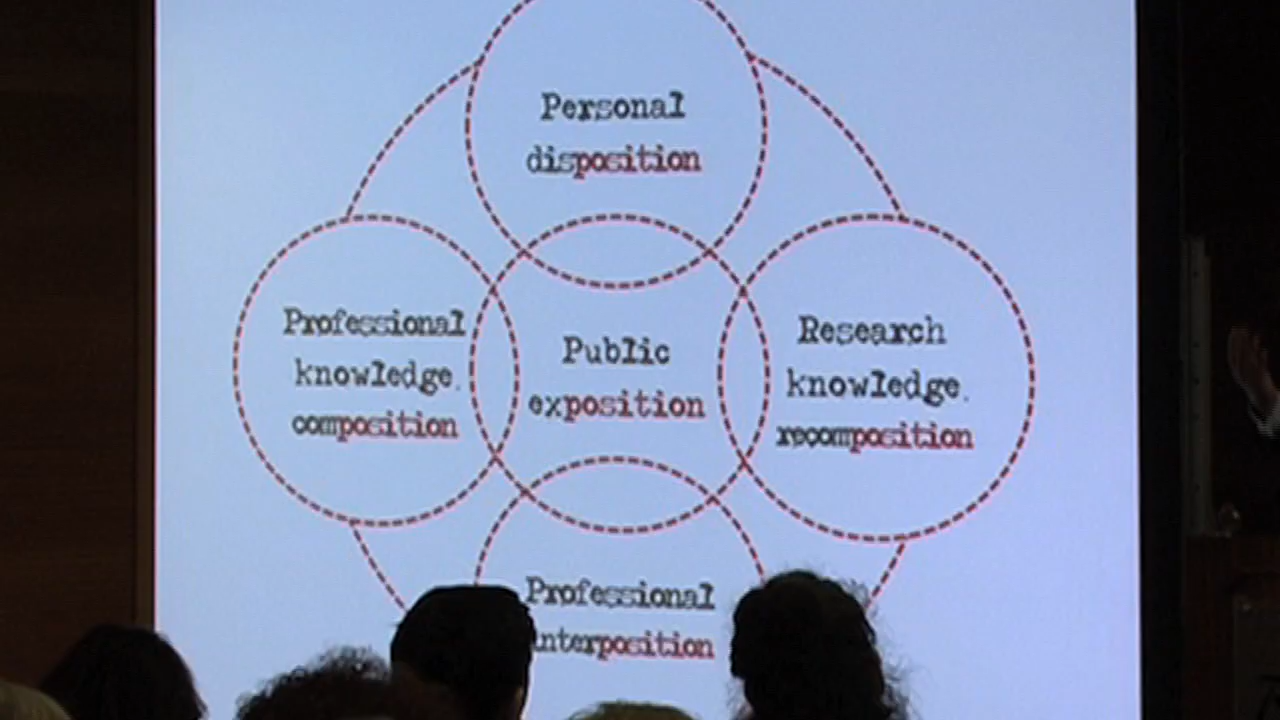 Personal
disposition
Professional
knowledge.
composition
Public
exposition
Research
knowledge.
recomposition
Professional
interposition